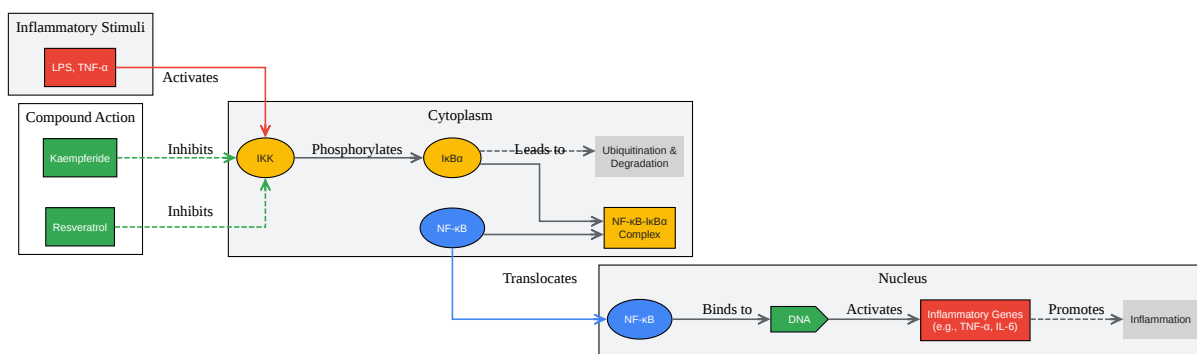 Inflammatory Stimuli
LPS, TNF-α
Activates
Compound Action
Kaempferide
Inhibits
Resveratrol
Inhibits
Cytoplasm
IKK
Phosphorylates
IκBα
Leads to
Ubiquitination &
Degradation
NF-κB
NF-κB-IκBα
Complex
Translocates
Nucleus
NF-κB
Binds to
DNA
Activates
Inflammatory Genes
(e.g., TNF-α, IL-6)
Promotes
Inflammation